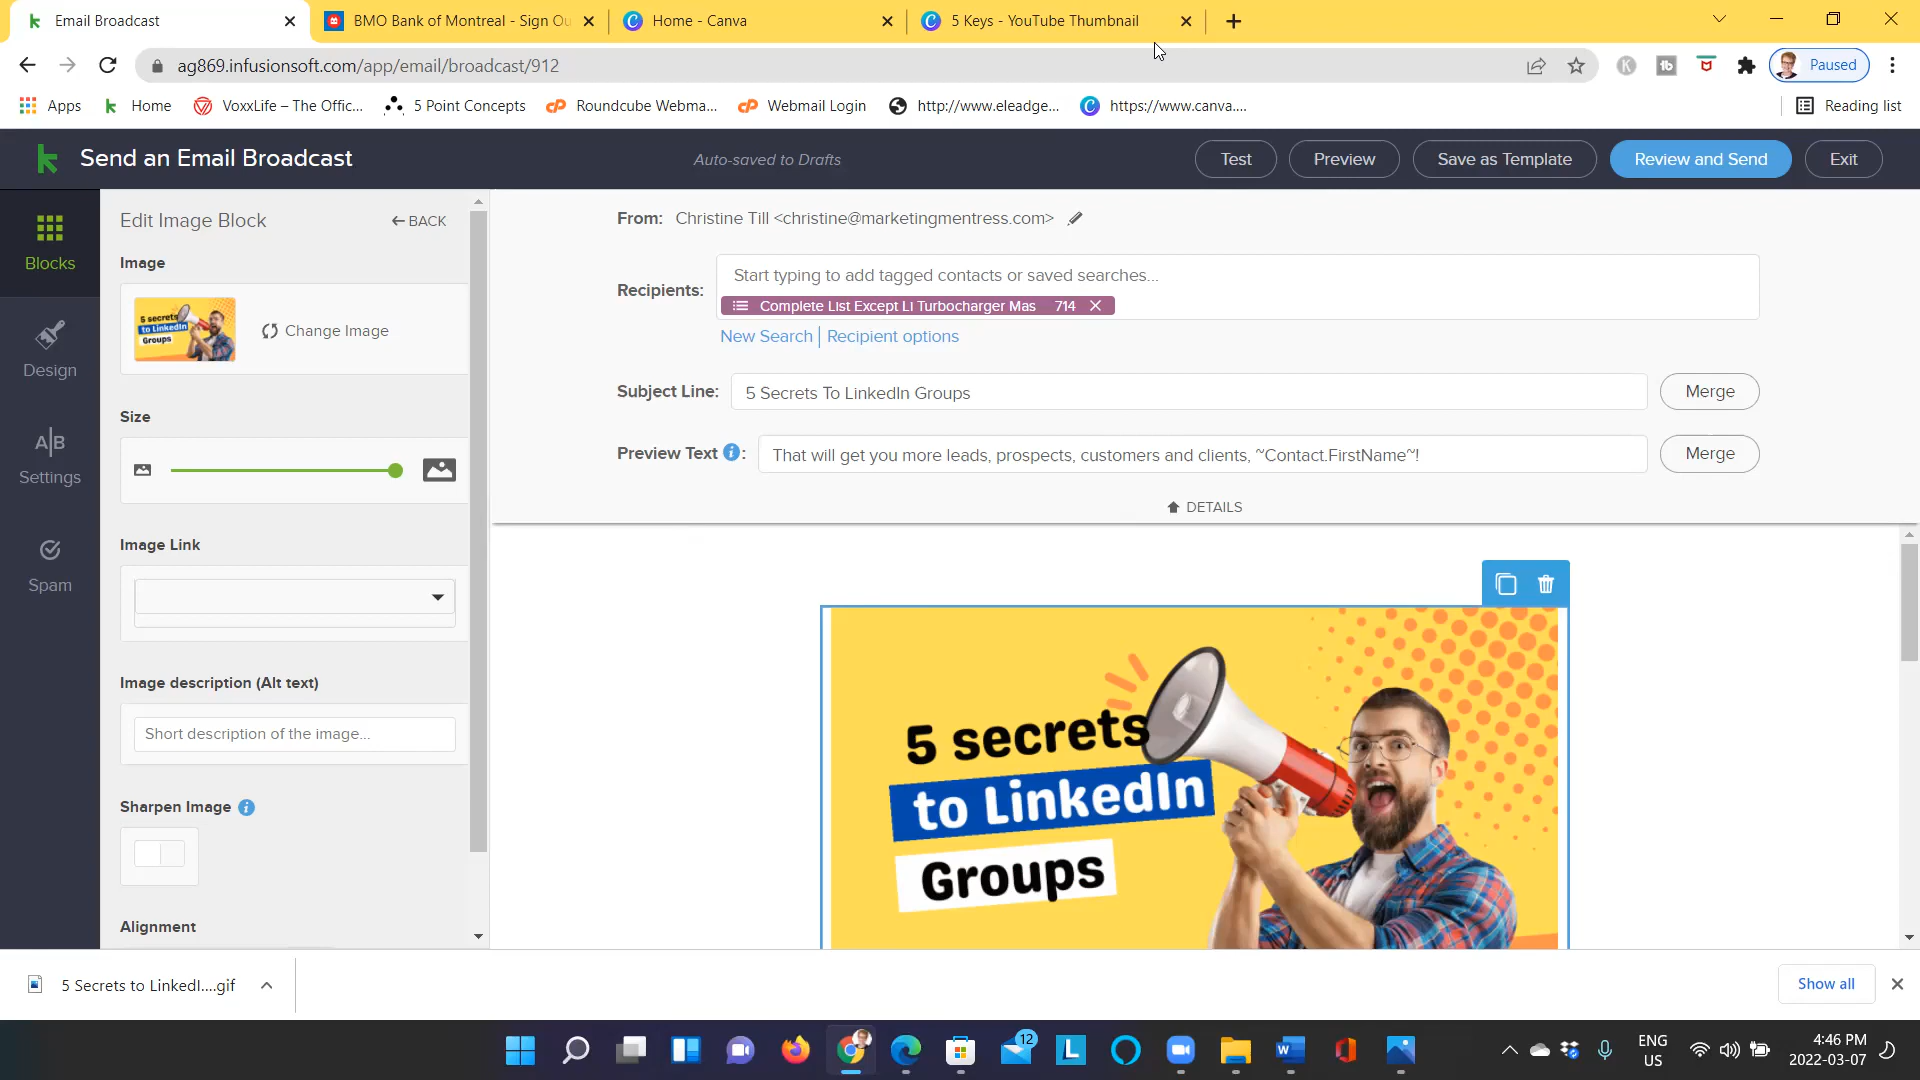 Email Broadcast
BMO Bank of Montreal - Sign Ou
Home - Canva
5 Keys - YouTube Thumbnail
ag869.infusionsoft.com/app/email/broadcast/912
Paused
Apps
Home
VoxxLife – The Offic...
5 Point Concepts
Roundcube Webma...
Webmail Login
http://www.eleadge...
https://www.canva....
Reading list
Send an Email Broadcast
Auto-saved to Drafts
Test
Preview
Save as Template
Review and Send
Exit
Blocks
Design
A|B
Settings
Spam
Edit Image Block
BACK
Image
5 secrets
to LinkedIn
Groups
Change Image
Size
Image Link
Image description (Alt text)
Short description of the image...
Sharpen Image
Alignment
From: Christine Till <christine@marketingmentress.com>
Recipients:
Start typing to add tagged contacts or saved searches...
Complete List Except LI Turbocharger Mas 714
New Search | Recipient options
Subject Line: 5 Secrets To LinkedIn Groups
Merge
Preview Text : That will get you more leads, prospects, customers and clients, ~Contact.FirstName~!
Merge
DETAILS
5 secrets
to LinkedIn
Groups
5 Secrets to LinkedI....gif
Show all
12
ENG
US
4:46 PM
2022-03-07